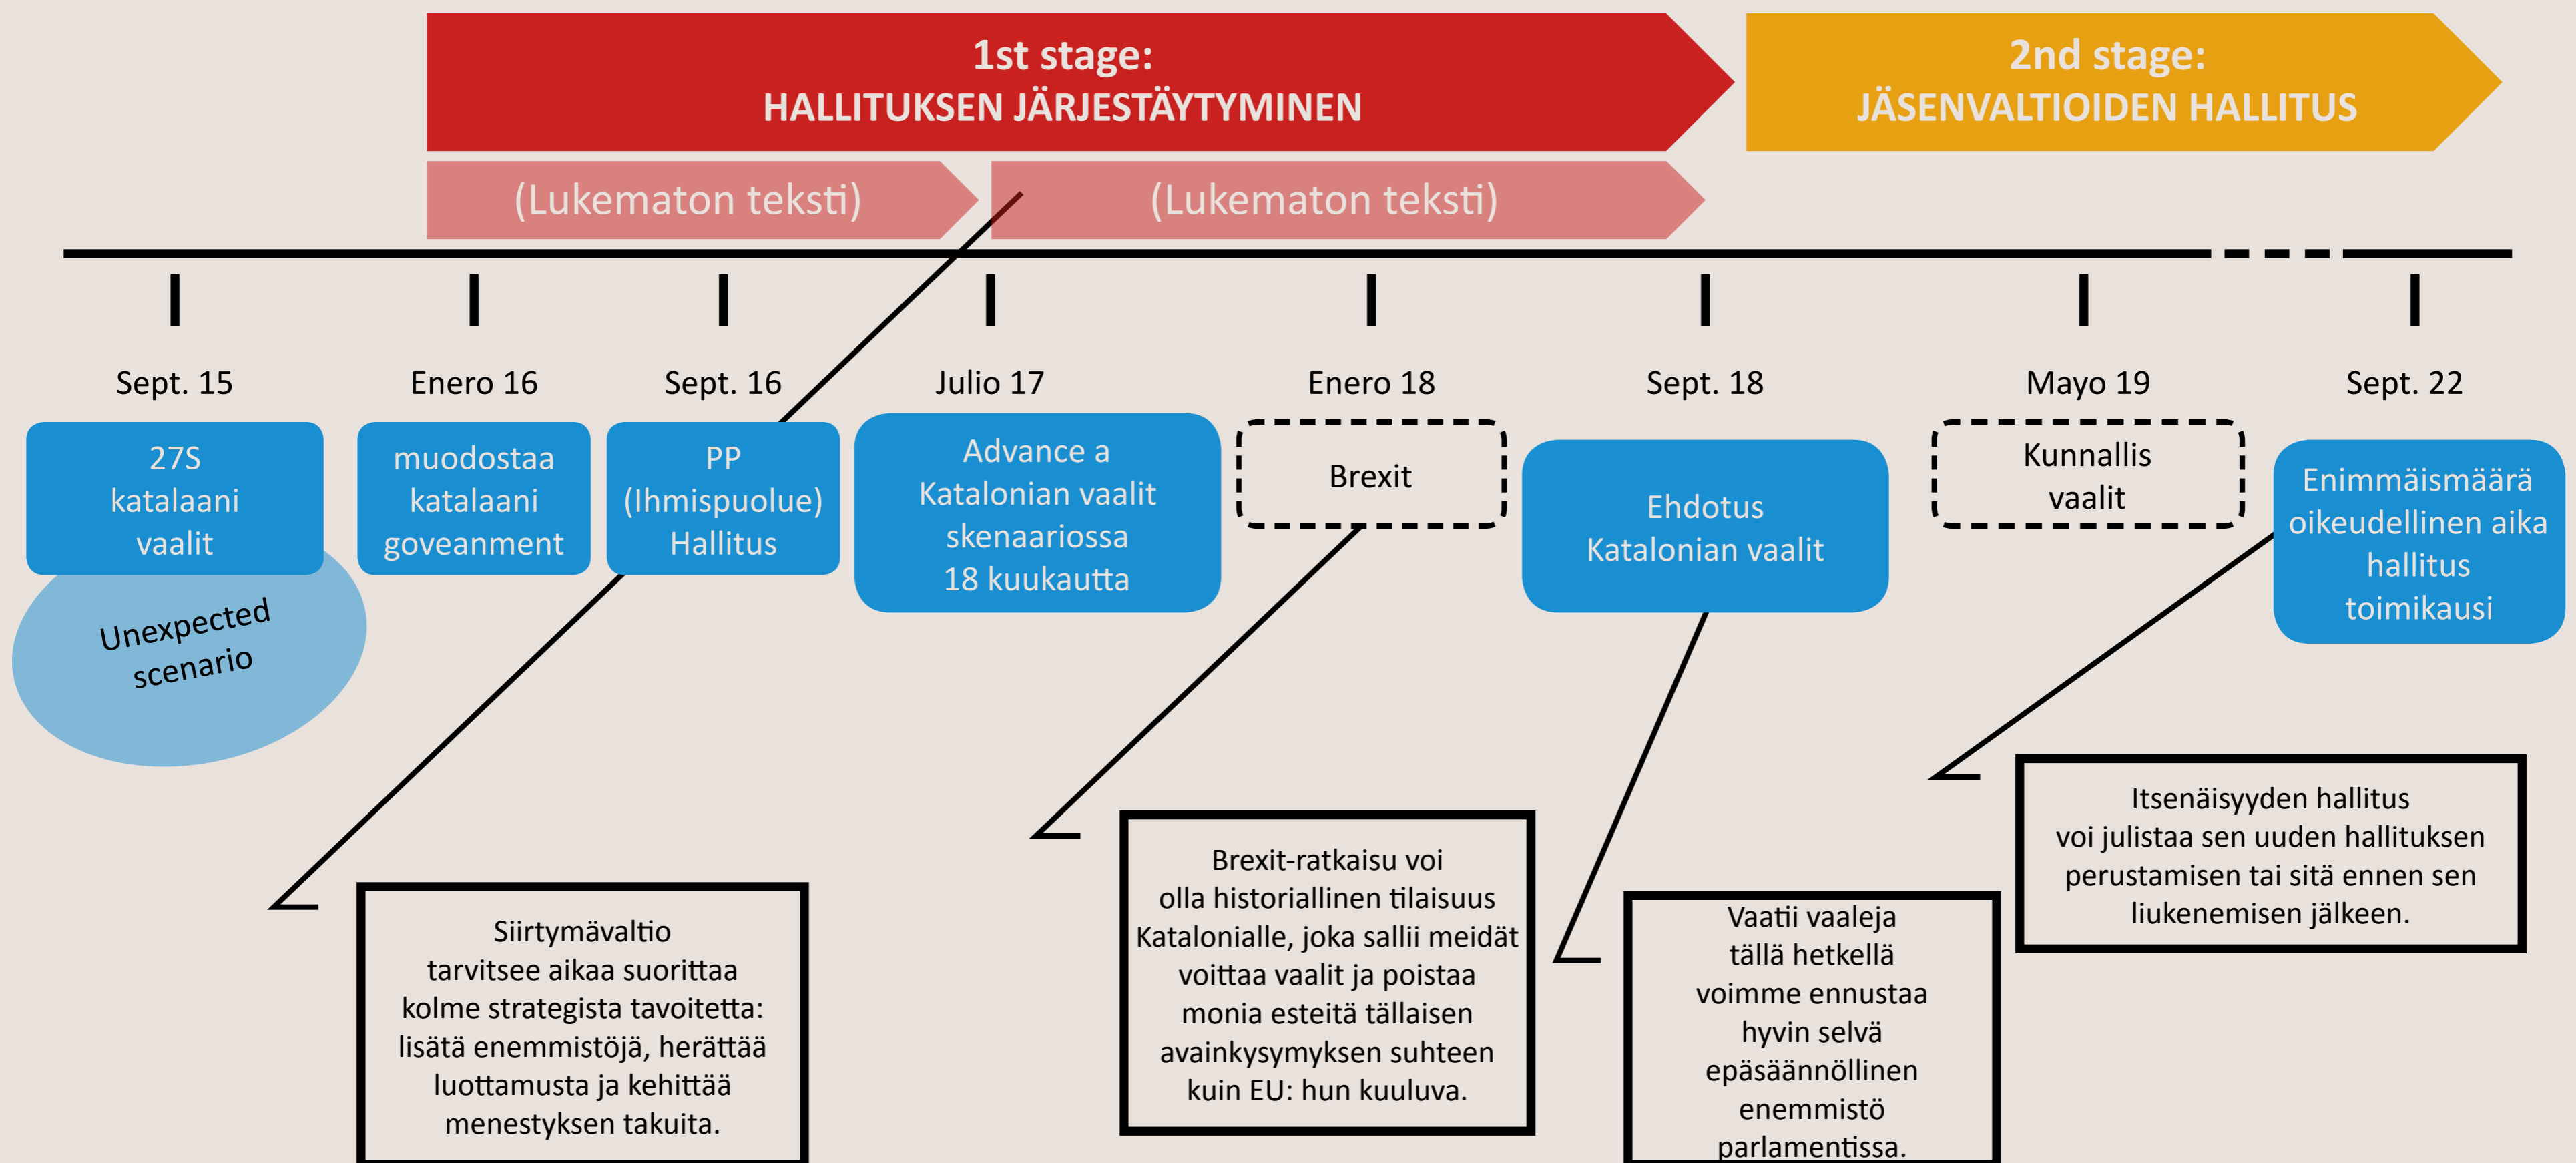 1st stage:
HALLITUKSEN JÄRJESTÄYTYMINEN
2nd stage:
JÄSENVALTIOIDEN HALLITUS
(Lukematon teksti)
(Lukematon teksti)
Sept. 15
Enero 16
Sept. 16
Julio 17
Enero 18
Sept. 18
Mayo 19
Sept. 22
27S
katalaani
vaalit
muodostaa
katalaani
goveanment
PP
(Ihmispuolue)
Hallitus
Advance a
Katalonian vaalit
skenaariossa
18 kuukautta
Brexit
Ehdotus
Katalonian vaalit
Kunnallis
vaalit
Enimmäismäärä
oikeudellinen aika
hallitus
toimikausi
Unexpected
scenario
Siirtymävaltio
tarvitsee aikaa suorittaa
kolme strategista tavoitetta:
lisätä enemmistöjä, herättää
luottamusta ja kehittää
menestyksen takuita.
Brexit-ratkaisu voi
olla historiallinen tilaisuus
Katalonialle, joka sallii meidät
voittaa vaalit ja poistaa
monia esteitä tällaisen
avainkysymyksen suhteen
kuin EU: hun kuuluva.
Vaatii vaaleja
tällä hetkellä
voimme ennustaa
hyvin selvä
epäsäännöllinen
enemmistö
parlamentissa.
Itsenäisyyden hallitus
voi julistaa sen uuden hallituksen
perustamisen tai sitä ennen sen
liukenemisen jälkeen.